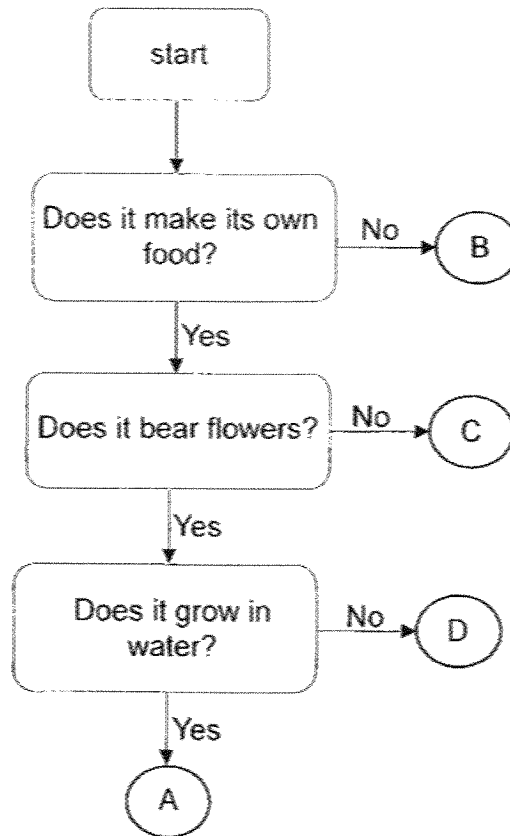 start
Does it make its own
food?
No
B
Yes
Does it bear flowers?
No
C
Yes
Does it grow in
water?
No
D
Yes
A